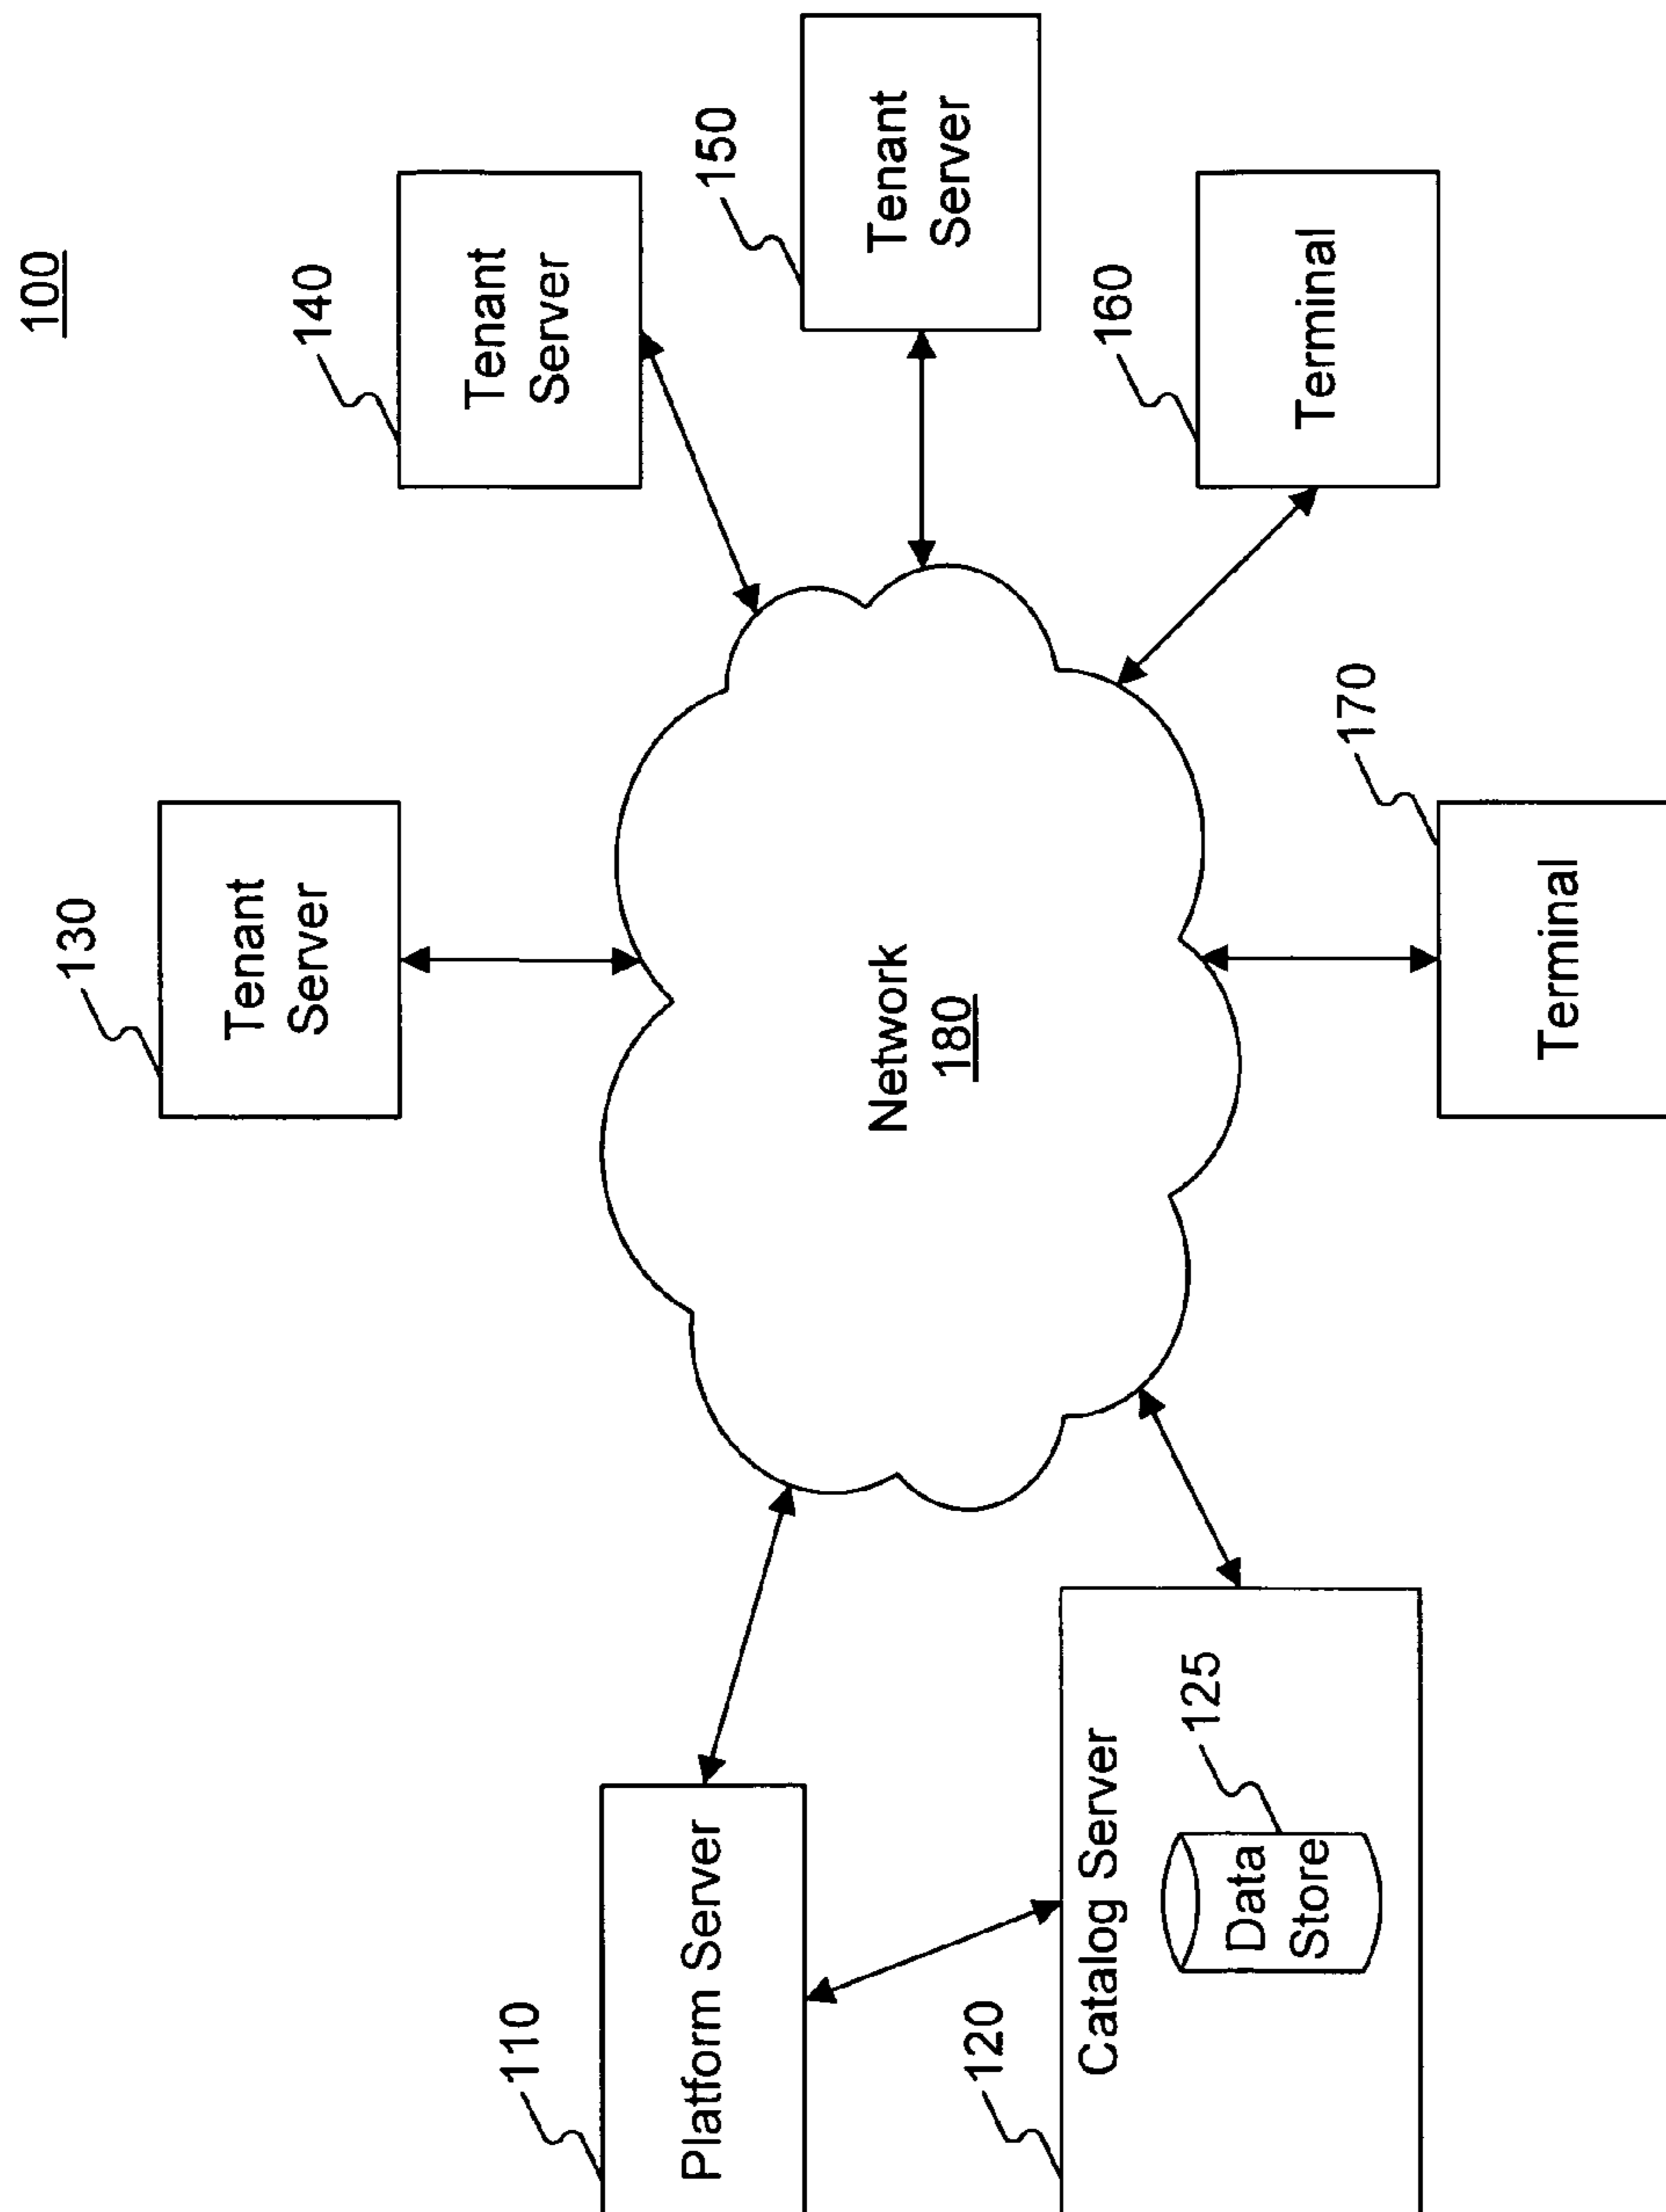 100
130
Tenant
Server
140
Tenant
Server
150
Tenant
Server
110
Platform Server
Network
180
120
Catalog Server
125
Data
Store
170
Terminal
160
Terminal